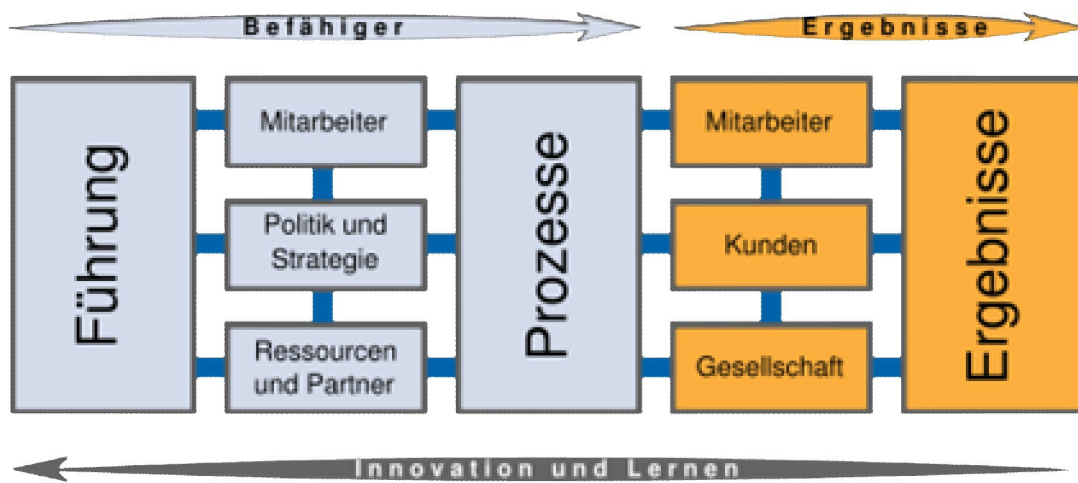 Befähiger
Ergebnisse
Führung
Mitarbeiter
Politik und
Strategie
Ressourcen
und Partner
Prozesse
Mitarbeiter
Kunden
Gesellschaft
Ergebnisse
Innovation und Lernen